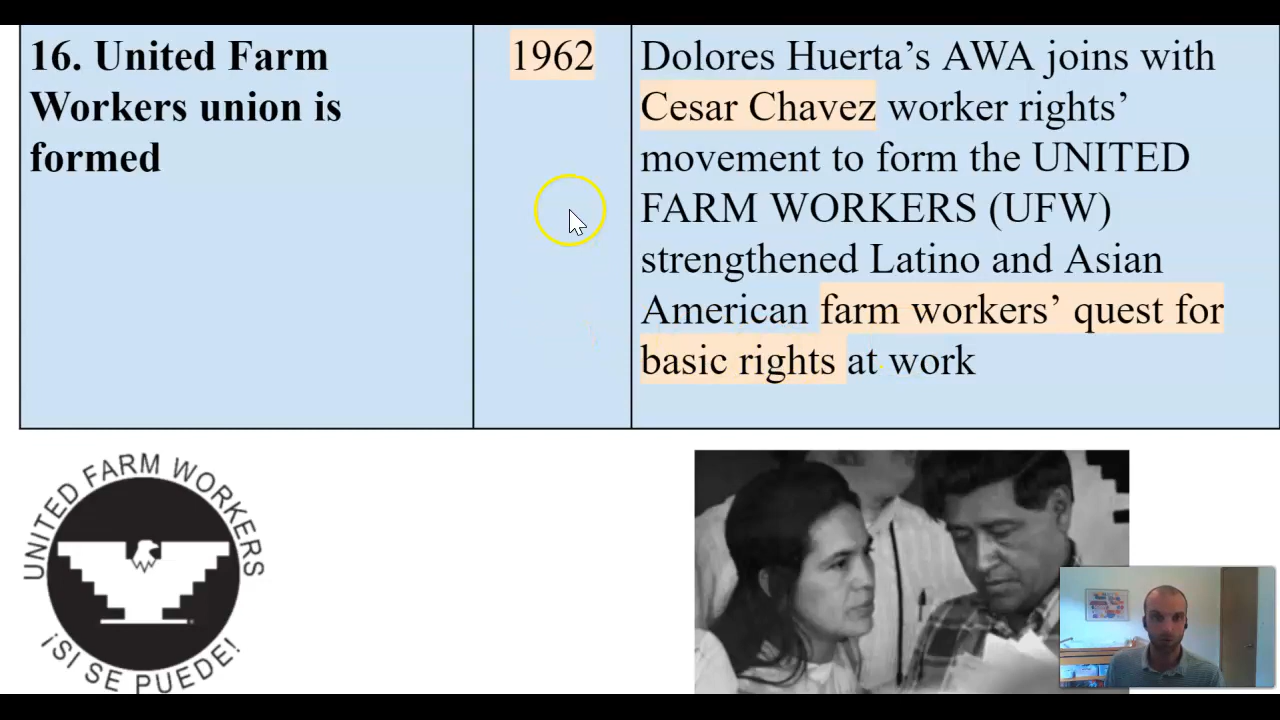 16. United Farm
Workers union is
formed
1962
Dolores Huerta’s AWA joins with
Cesar Chavez worker rights’
movement to form the UNITED
FARM WORKERS (UFW)
strengthened Latino and Asian
American farm workers’ quest for
basic rights at work
UNITED FARM WORKERS
¡SI SE PUEDE!